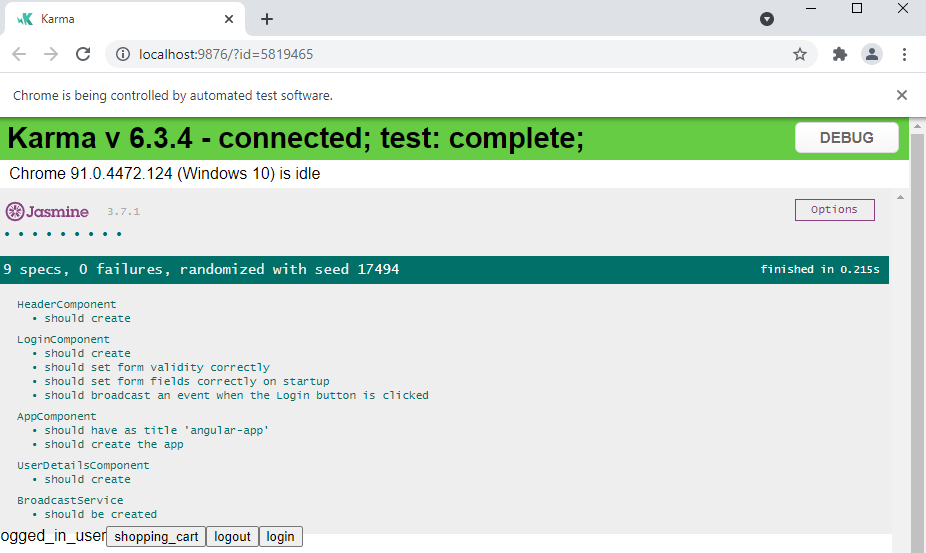 Karma
localhost:9876/?id=5819465
Chrome is being controlled by automated test software.
Karma v 6.3.4 - connected; test: complete;
DEBUG
Chrome 91.0.4472.124 (Windows 10) is idle
Jasmine 3.7.1
Options
9 specs, 0 failures, randomized with seed 17494
finished in 0.215s
HeaderComponent
• should create
LoginComponent
• should create
• should set form validity correctly
• should set form fields correctly on startup
• should broadcast an event when the Login button is clicked
AppComponent
• should have as title 'angular-app'
• should create the app
UserDetailsComponent
• should create
BroadcastService
• should be created
ogged_in_user shopping_cart logout login